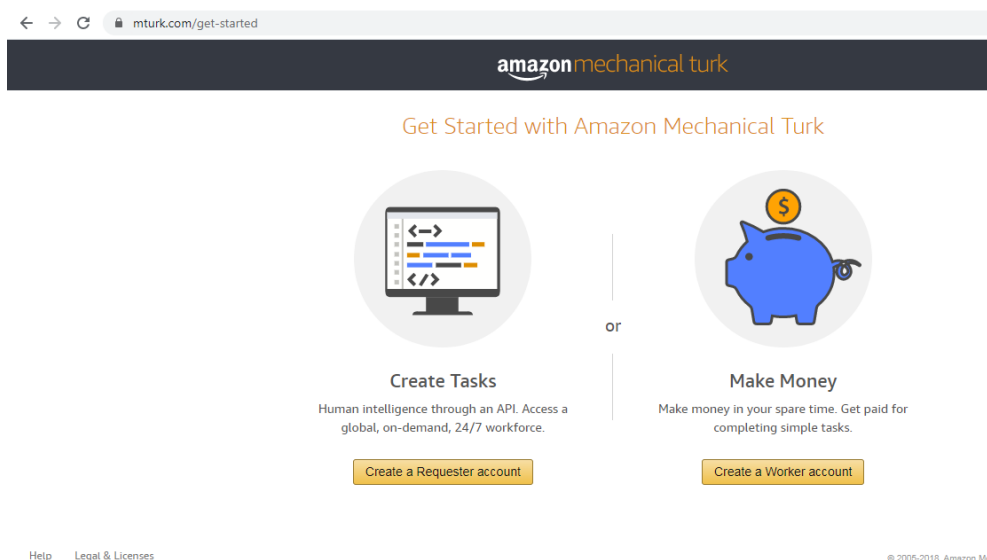 mturk.com/get-started
amazon mechanical turk
Get Started with Amazon Mechanical Turk
$
<-->
</>
or
Create Tasks
Human intelligence through an API. Access a
global, on-demand, 24/7 workforce.
Create a Requester account
Make Money
Make money in your spare time. Get paid for
completing simple tasks.
Create a Worker account
Help Legal & Licenses
© 2005-2018, Amazon